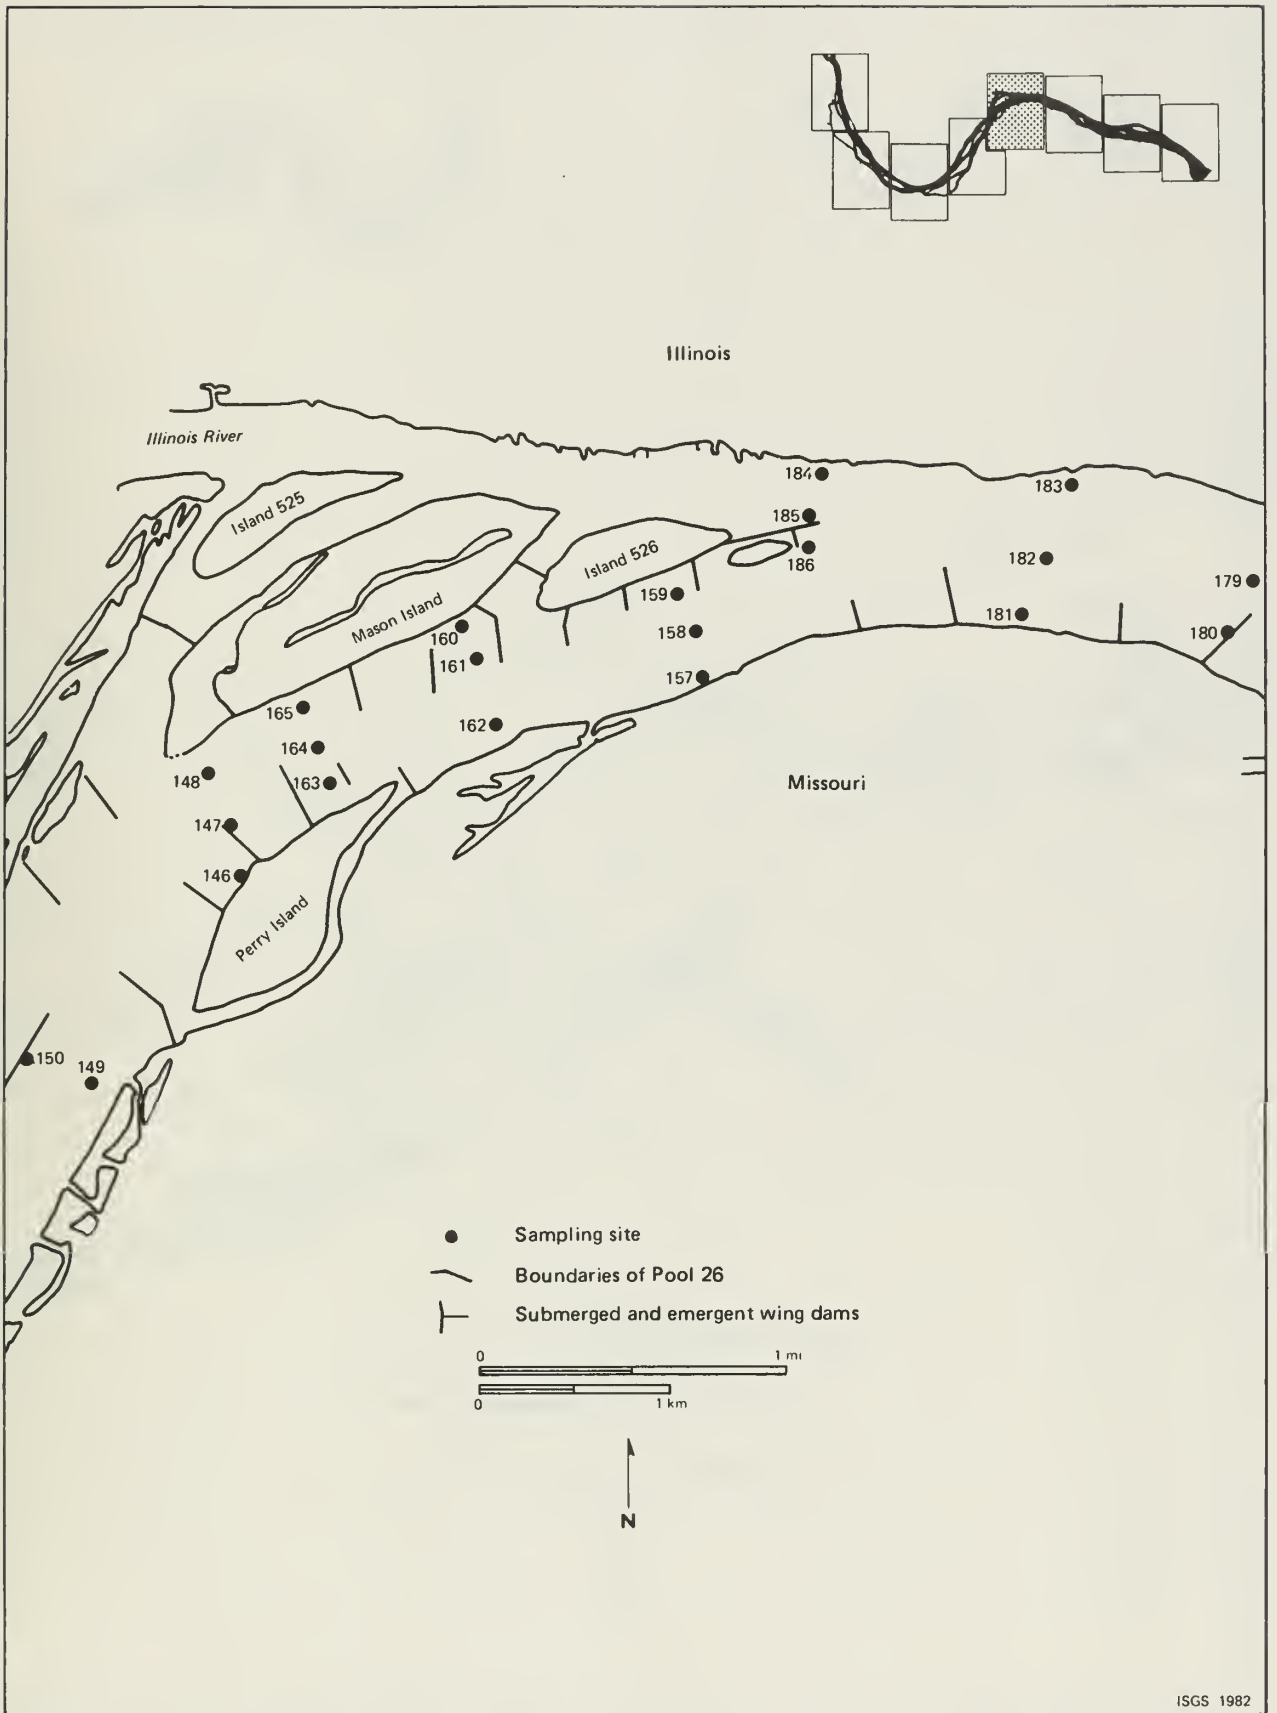 Illinois
Illinois River
Island 525
Island 526
Mason Island
184
185
186
183
182
181
179
180
159
158
157
160
161
162
165
164
163
148
147
146
Perry Island
150
149
Missouri
Sampling site
Boundaries of Pool 26
Submerged and emergent wing dams
0 1 mi
0 1 km
N
ISGS 1982